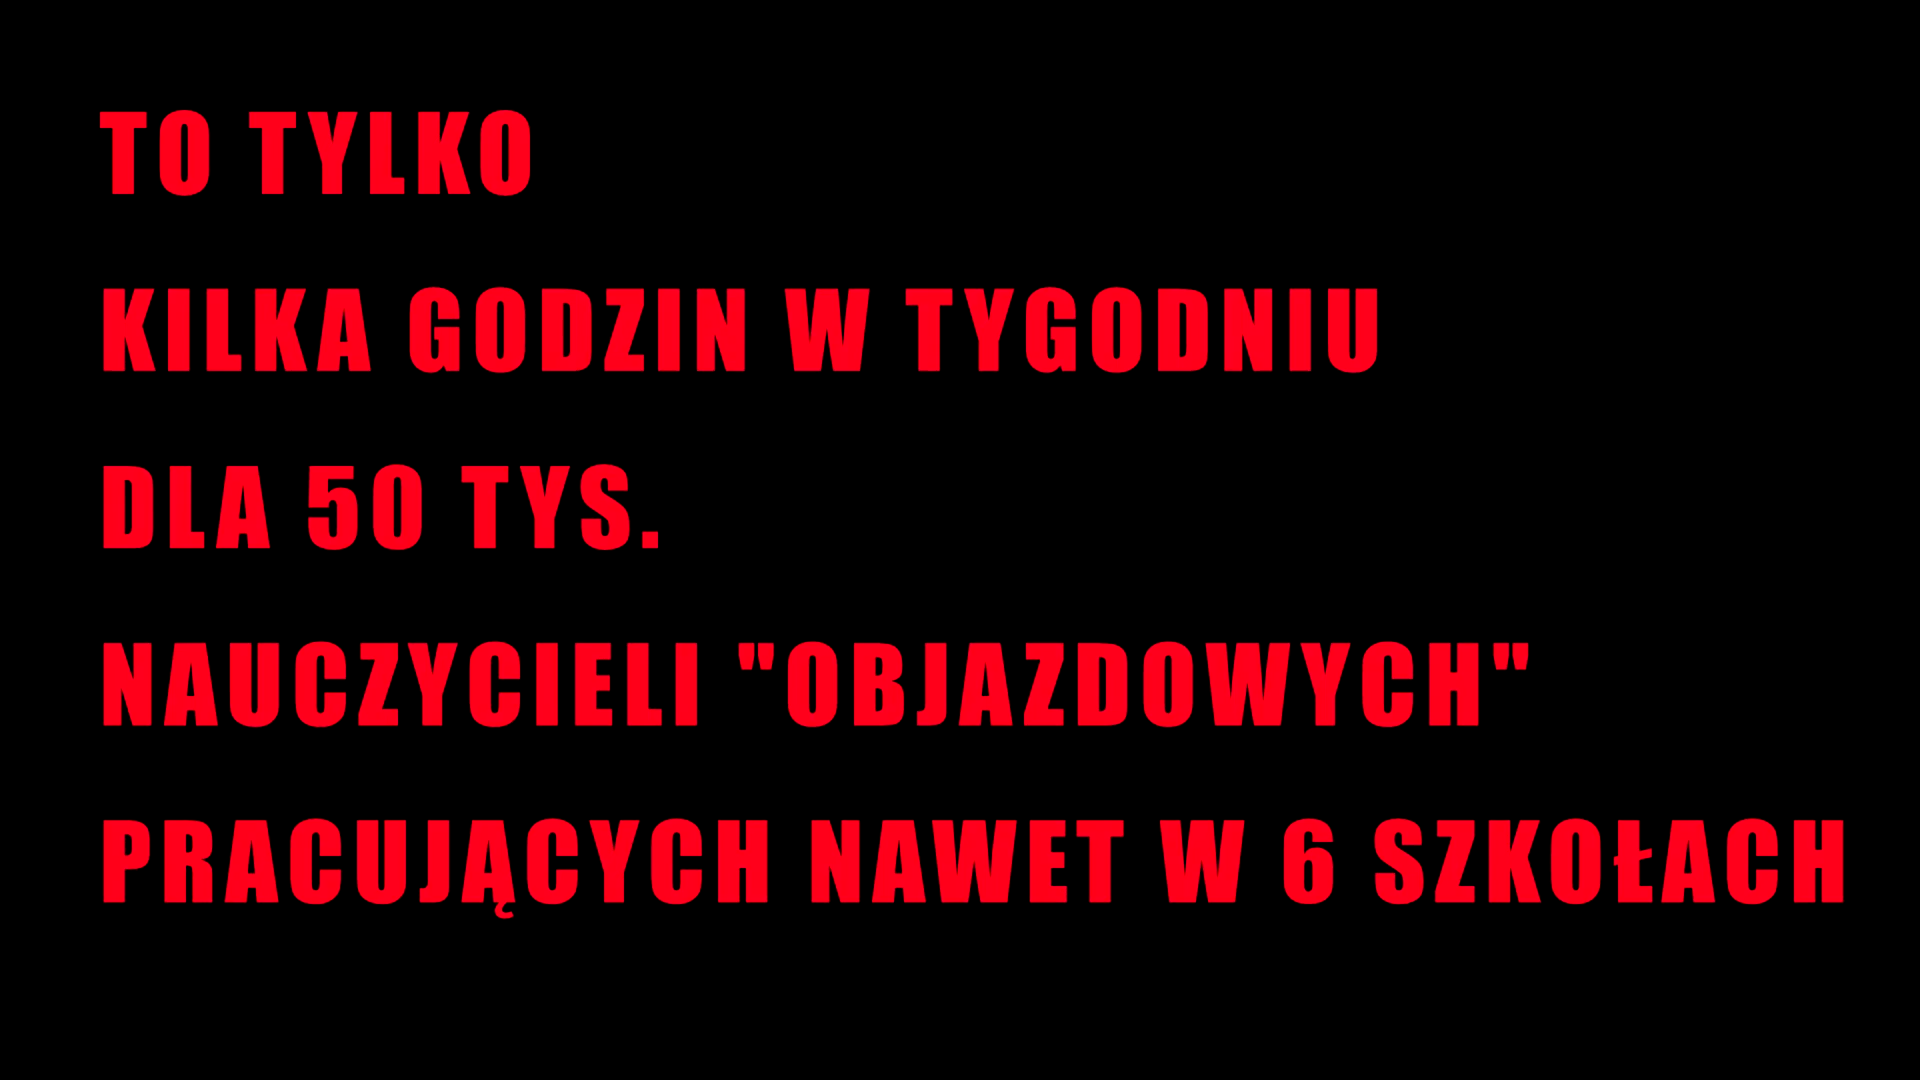 TO TYLKO
KILKA GODZIN W TYGODNIU
DLA 50 TYS.
NAUCZYCIELI "OBJAZDOWYCH"
PRACUJĄCYCH NAWET W 6 SZKOŁACH